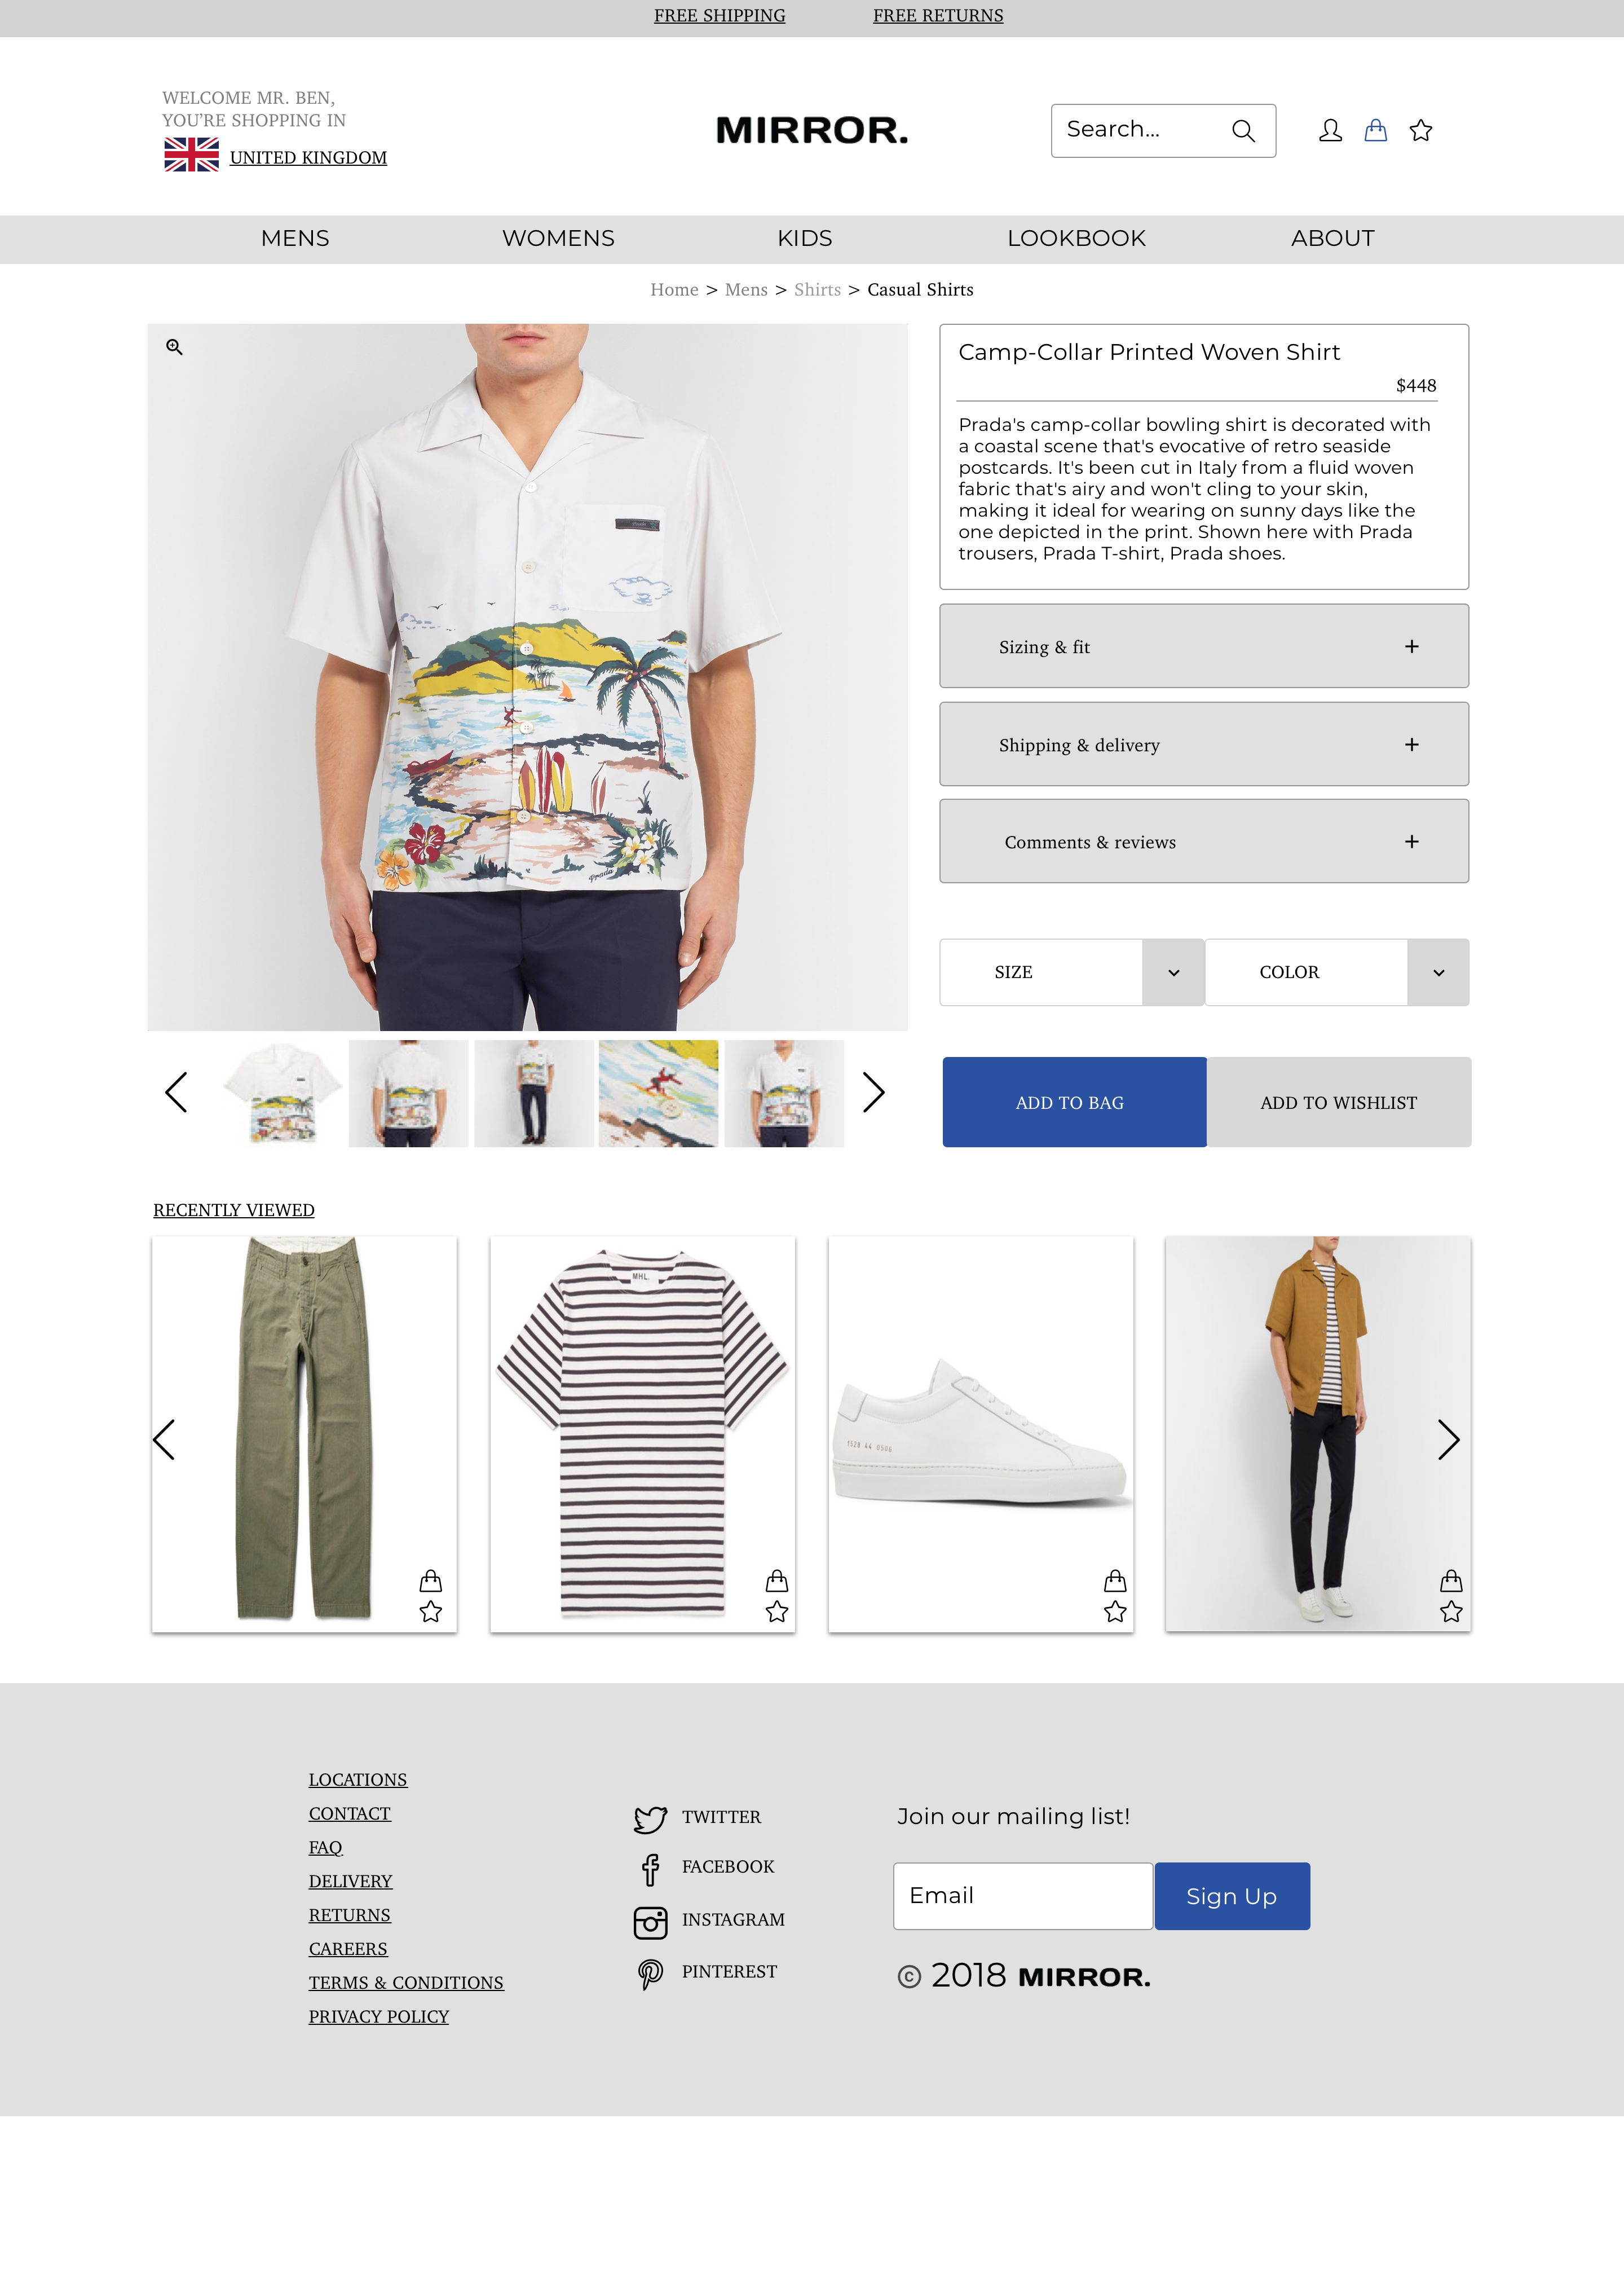 FREE SHIPPING
FREE RETURNS
WELCOME MR. BEN,
YOU’RE SHOPPING IN
UNITED KINGDOM
MIRROR.
Search...
MENS
WOMENS
KIDS
LOOKBOOK
ABOUT
Home > Mens > Shirts > Casual Shirts
Camp-Collar Printed Woven Shirt
$448
Prada's camp-collar bowling shirt is decorated with
a coastal scene that's evocative of retro seaside
postcards. It's been cut in Italy from a fluid woven
fabric that's airy and won't cling to your skin,
making it ideal for wearing on sunny days like the
one depicted in the print. Shown here with Prada
trousers, Prada T-shirt, Prada shoes.
Prada
Sizing & fit +
Shipping & delivery +
Comments & reviews +
SIZE
COLOR
ADD TO BAG
ADD TO WISHLIST
RECENTLY VIEWED
MHL.
1528 44 0506
LOCATIONS
CONTACT
FAQ
DELIVERY
RETURNS
CAREERS
TERMS & CONDITIONS
PRIVACY POLICY
TWITTER
FACEBOOK
INSTAGRAM
PINTEREST
Join our mailing list!
Email
Sign Up
© 2018 MIRROR.